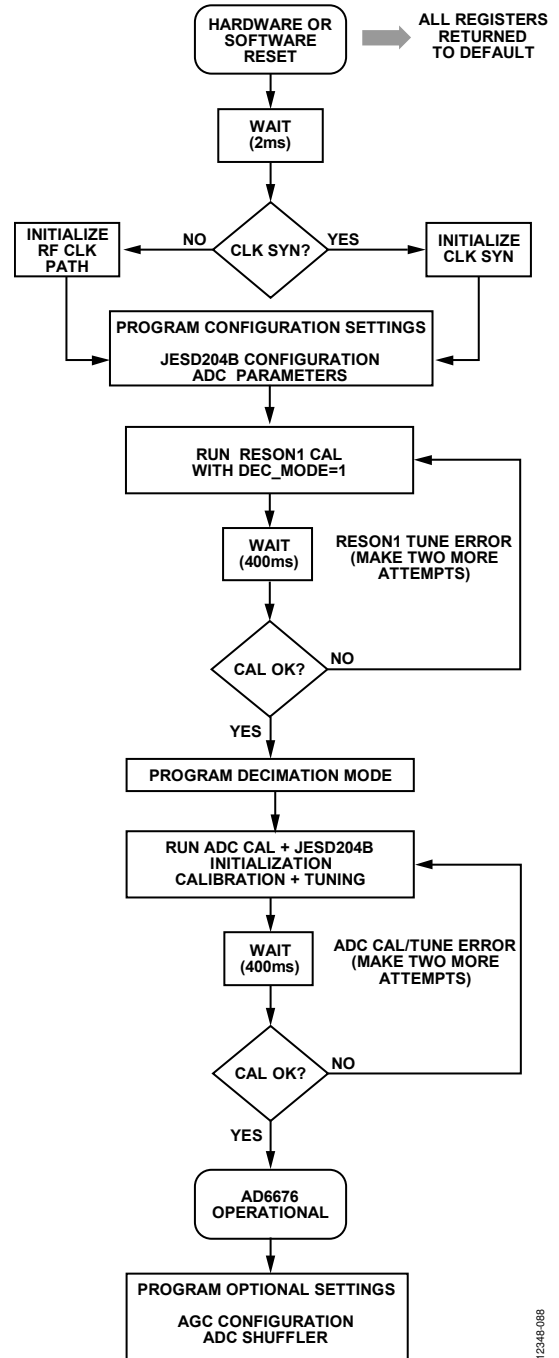 HARDWARE OR
SOFTWARE
RESET
ALL REGISTERS
RETURNED
TO DEFAULT
WAIT
(2ms)
INITIALIZE
RF CLK
PATH
NO
CLK SYN?
YES
INITIALIZE
CLK SYN
PROGRAM CONFIGURATION SETTINGS
JESD204B CONFIGURATION
ADC PARAMETERS
RUN RESON1 CAL
WITH DEC_MODE=1
WAIT
(400ms)
RESON1 TUNE ERROR
(MAKE TWO MORE
ATTEMPTS)
CAL OK?
NO
YES
PROGRAM DECIMATION MODE
RUN ADC CAL + JESD204B
INITIALIZATION
CALIBRATION + TUNING
WAIT
(400ms)
ADC CAL/TUNE ERROR
(MAKE TWO MORE
ATTEMPTS)
CAL OK?
NO
YES
AD6676
OPERATIONAL
PROGRAM OPTIONAL SETTINGS
AGC CONFIGURATION
ADC SHUFFLER
12348-088